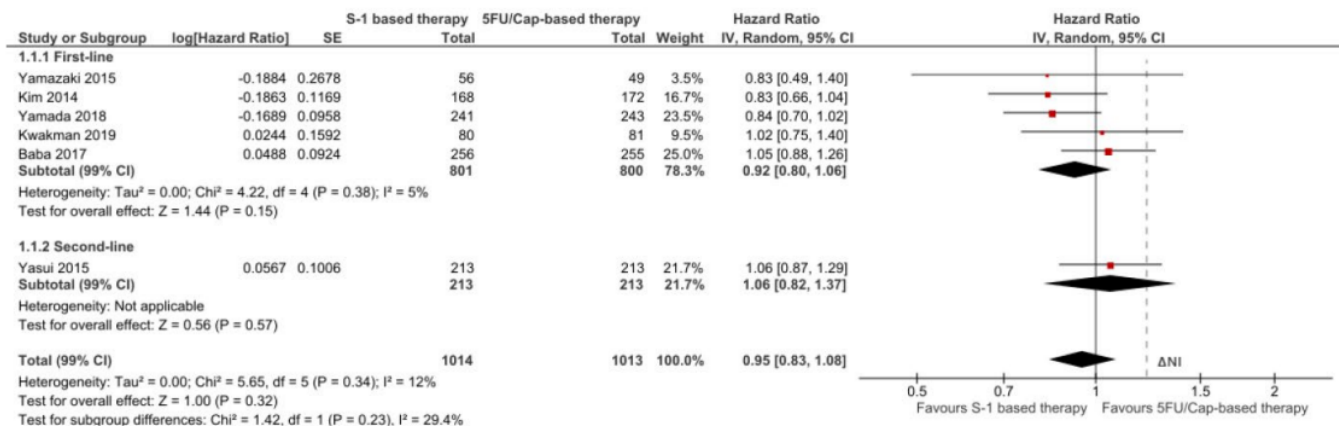 S-1 based therapy 5FU/Cap-based therapy Hazard Ratio Hazard Ratio
Study or Subgroup log[Hazard Ratio] SE Total Total Weight IV, Random, 95% CI IV, Random, 95% CI
1.1.1 First-line
Yamazaki 2015 -0.1884 0.2678 56 49 3.5% 0.83 [0.49, 1.40]
Kim 2014 -0.1863 0.1169 168 172 16.7% 0.83 [0.66, 1.04]
Yamada 2018 -0.1689 0.0958 241 243 23.5% 0.84 [0.70, 1.02]
Kwakman 2019 0.0244 0.1592 80 81 9.5% 1.02 [0.75, 1.40]
Baba 2017 0.0488 0.0924 256 255 25.0% 1.05 [0.88, 1.26]
Subtotal (99% CI) 801 800 78.3% 0.92 [0.80, 1.06]
Heterogeneity: Tau² = 0.00; Chi² = 4.22, df = 4 (P = 0.38); I² = 5%
Test for overall effect: Z = 1.44 (P = 0.15)
1.1.2 Second-line
Yasui 2015 0.0567 0.1006 213 213 21.7% 1.06 [0.87, 1.29]
Subtotal (99% CI) 213 213 21.7% 1.06 [0.82, 1.37]
Heterogeneity: Not applicable
Test for overall effect: Z = 0.56 (P = 0.57)
Total (99% CI) 1014 1013 100.0% 0.95 [0.83, 1.08] ΔNI
Heterogeneity: Tau² = 0.00; Chi² = 5.65, df = 5 (P = 0.34); I² = 12%
Test for overall effect: Z = 1.00 (P = 0.32)
Test for subgroup differences: Chi² = 1.42, df = 1 (P = 0.23), I² = 29.4%
0.5 0.7 1 1.5 2
Favours S-1 based therapy Favours 5FU/Cap-based therapy